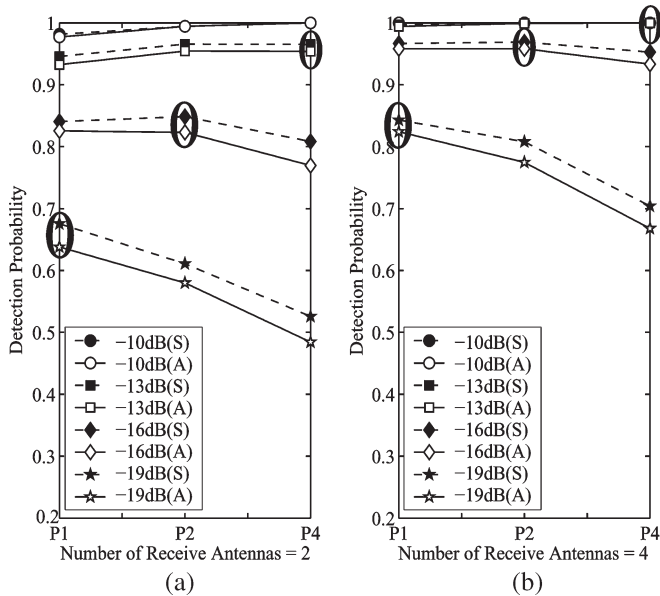 1
0.9
0.8
0.7
0.6
0.5
0.4
0.3
0.2
Detection Probability
−10dB(S)
−10dB(A)
−13dB(S)
−13dB(A)
−16dB(S)
−16dB(A)
−19dB(S)
−19dB(A)
P1 P2 P4
Number of Receive Antennas = 2
(a)
1
0.9
0.8
0.7
0.6
0.5
0.4
0.3
0.2
Detection Probability
−10dB(S)
−10dB(A)
−13dB(S)
−13dB(A)
−16dB(S)
−16dB(A)
−19dB(S)
−19dB(A)
P1 P2 P4
Number of Receive Antennas = 4
(b)